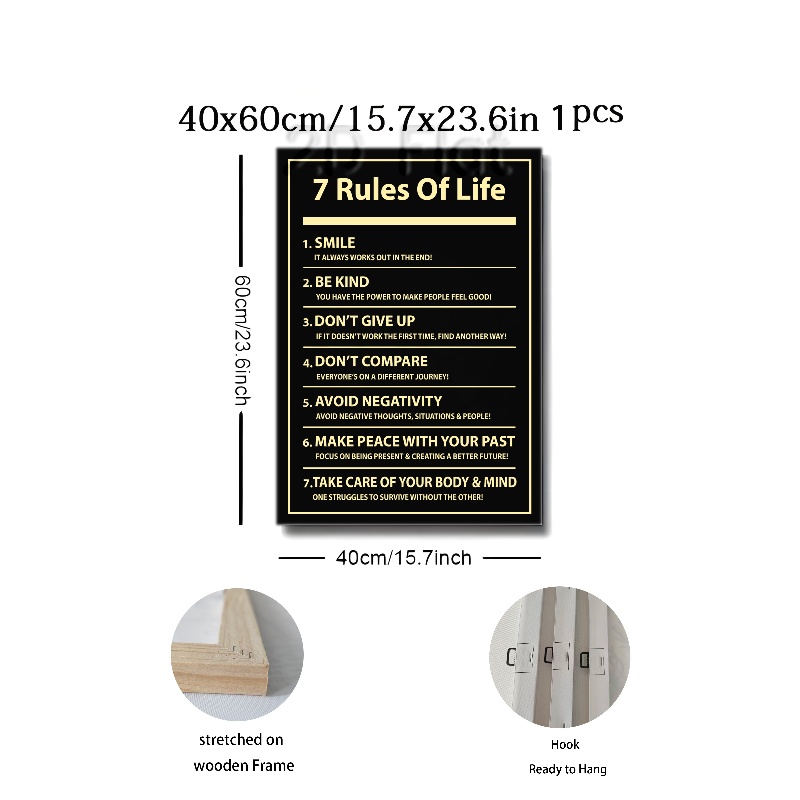 40x60cm/15.7x23.6in 1pcs
2D Flat
7 Rules Of Life
1. SMILE
IT ALWAYS WORKS OUT IN THE END!
2. BE KIND
YOU HAVE THE POWER TO MAKE PEOPLE FEEL GOOD!
3. DON'T GIVE UP
IF IT DOESN'T WORK THE FIRST TIME, FIND ANOTHER WAY!
4. DON'T COMPARE
EVERYONE'S ON A DIFFERENT JOURNEY!
5. AVOID NEGATIVITY
AVOID NEGATIVE THOUGHTS, SITUATIONS & PEOPLE!
6. MAKE PEACE WITH YOUR PAST
FOCUS ON BEING PRESENT & CREATING A BETTER FUTURE!
7.TAKE CARE OF YOUR BODY & MIND
ONE STRUGGLES TO SURVIVE WITHOUT THE OTHER!
60cm/23.6inch
40cm/15.7inch
stretched on
wooden Frame
Hook
Ready to Hang